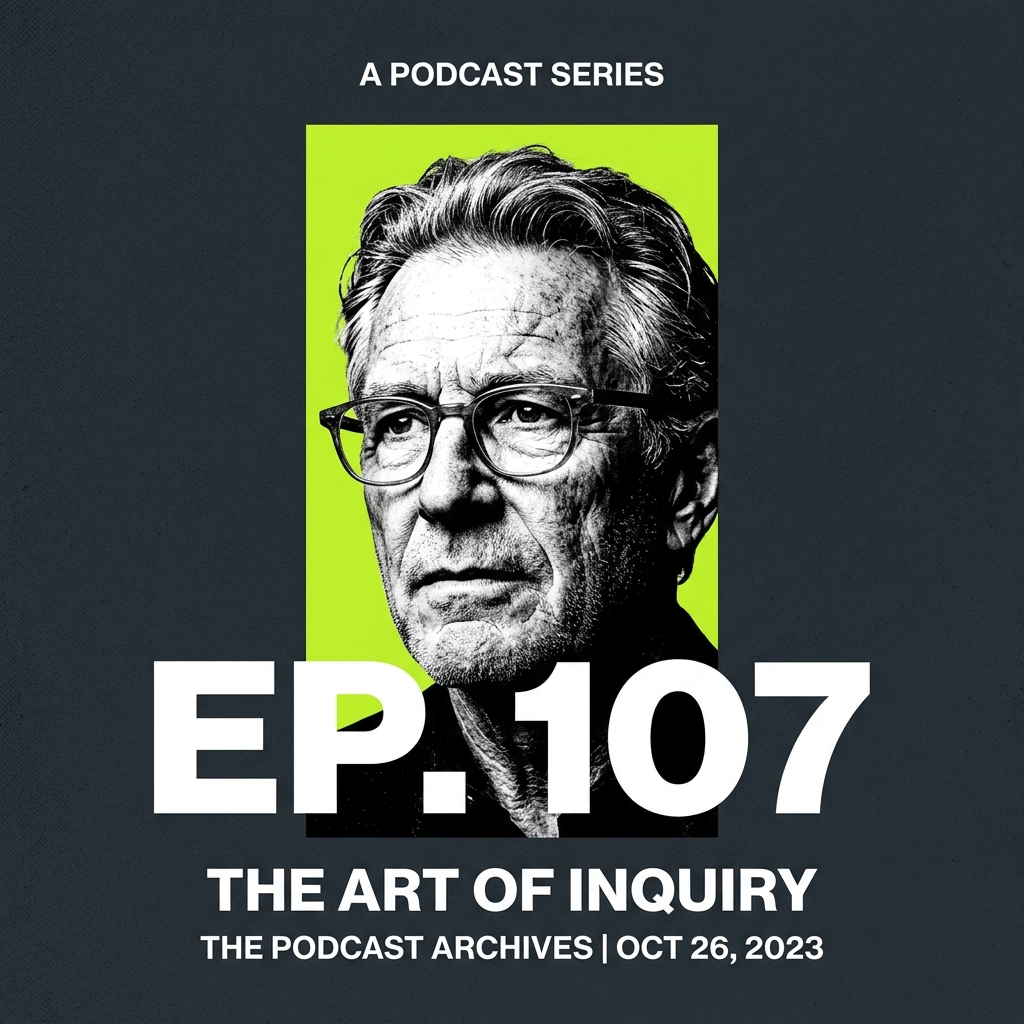 A PODCAST SERIES
EP. 107
THE ART OF INQUIRY
THE PODCAST ARCHIVES | OCT 26, 2023